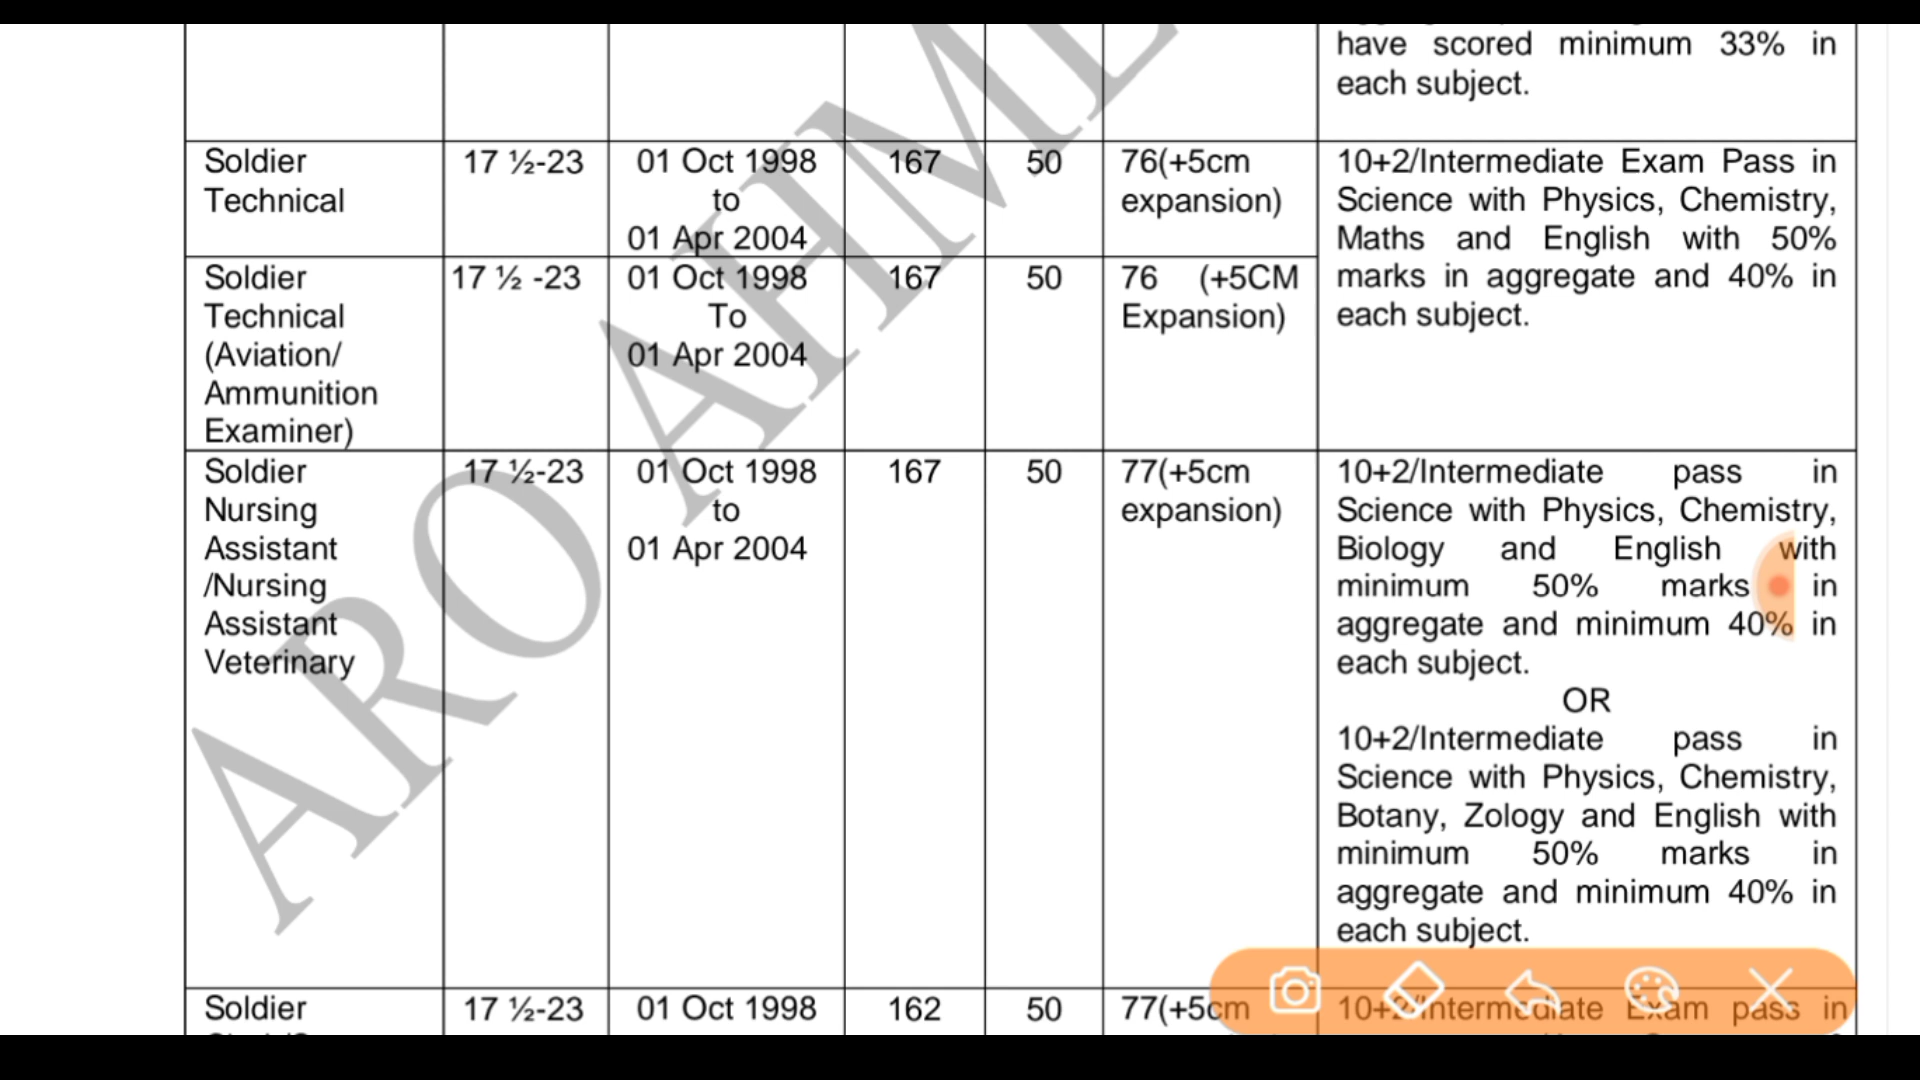 have scored minimum 33% in
each subject.
Soldier
Technical
17 ½-23
01 Oct 1998
to
01 Apr 2004
167
50
76(+5cm
expansion)
10+2/Intermediate Exam Pass in
Science with Physics, Chemistry,
Maths and English with 50%
marks in aggregate and 40% in
each subject.
Soldier
Technical
(Aviation/
Ammunition
Examiner)
17 ½ -23
01 Oct 1998
To
01 Apr 2004
167
50
76 (+5CM
Expansion)
Soldier
Nursing
Assistant
/Nursing
Assistant
Veterinary
17 ½-23
01 Oct 1998
to
01 Apr 2004
167
50
77(+5cm
expansion)
10+2/Intermediate pass in
Science with Physics, Chemistry,
Biology and English with
minimum 50% marks in
aggregate and minimum 40% in
each subject.
OR
10+2/Intermediate pass in
Science with Physics, Chemistry,
Botany, Zology and English with
minimum 50% marks in
aggregate and minimum 40% in
each subject.
Soldier
17 ½-23
01 Oct 1998
162
50
77(+5cm
10+2/Intermediate Exam pass in
ARO AHME